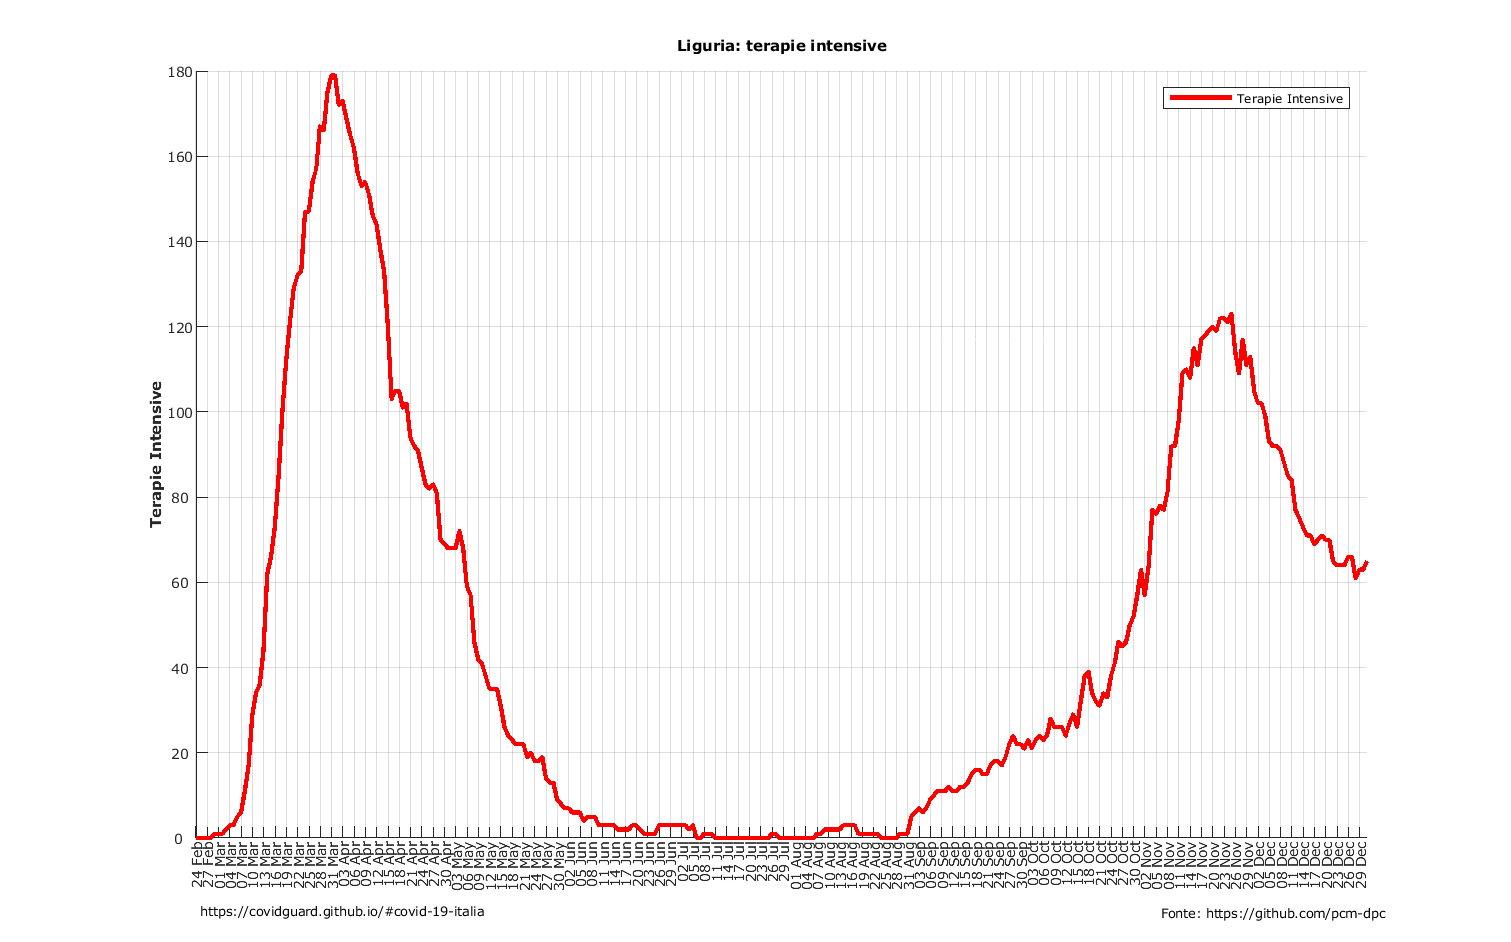 Liguria: terapie intensive
Terapie Intensive
Terapie Intensive
180
160
140
120
100
80
60
40
20
0
24 Feb
27 Feb
01 Mar
04 Mar
07 Mar
10 Mar
13 Mar
16 Mar
19 Mar
22 Mar
25 Mar
28 Mar
31 Mar
03 Apr
06 Apr
09 Apr
12 Apr
15 Apr
18 Apr
21 Apr
24 Apr
27 Apr
30 Apr
03 May
06 May
09 May
12 May
15 May
18 May
21 May
24 May
27 May
30 May
02 Jun
05 Jun
08 Jun
11 Jun
14 Jun
17 Jun
20 Jun
23 Jun
26 Jun
29 Jun
02 Jul
05 Jul
08 Jul
11 Jul
14 Jul
17 Jul
20 Jul
23 Jul
26 Jul
29 Jul
01 Aug
04 Aug
07 Aug
10 Aug
13 Aug
16 Aug
19 Aug
22 Aug
25 Aug
28 Aug
31 Aug
03 Sep
06 Sep
09 Sep
12 Sep
15 Sep
18 Sep
21 Sep
24 Sep
27 Sep
30 Sep
03 Oct
06 Oct
09 Oct
12 Oct
15 Oct
18 Oct
21 Oct
24 Oct
27 Oct
30 Oct
02 Nov
05 Nov
08 Nov
11 Nov
14 Nov
17 Nov
20 Nov
23 Nov
26 Nov
29 Nov
02 Dec
05 Dec
08 Dec
11 Dec
14 Dec
17 Dec
20 Dec
23 Dec
26 Dec
29 Dec
https://covidguard.github.io/#covid-19-italia
Fonte: https://github.com/pcm-dpc